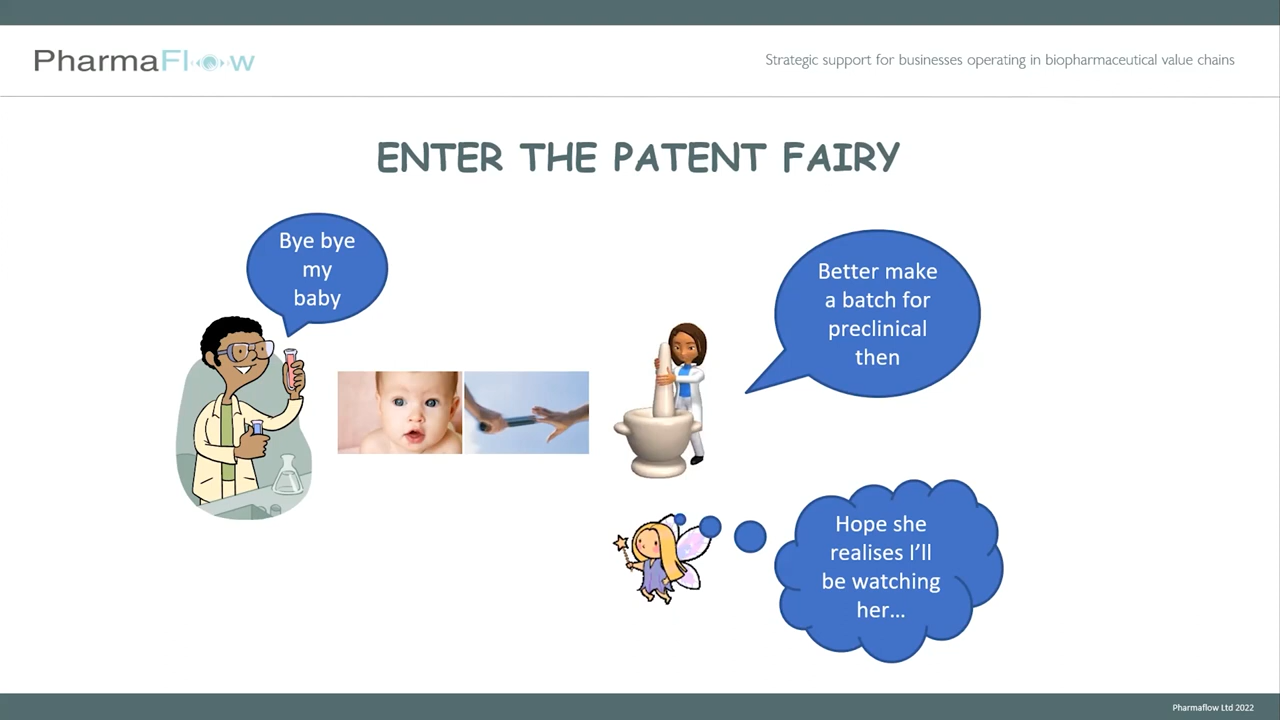 PharmaFlow
Strategic support for businesses operating in biopharmaceutical value chains
ENTER THE PATENT FAIRY
Bye bye
my
baby
Better make
a batch for
preclinical
then
Hope she
realises I’ll
be watching
her…
Pharmaflow Ltd 2022